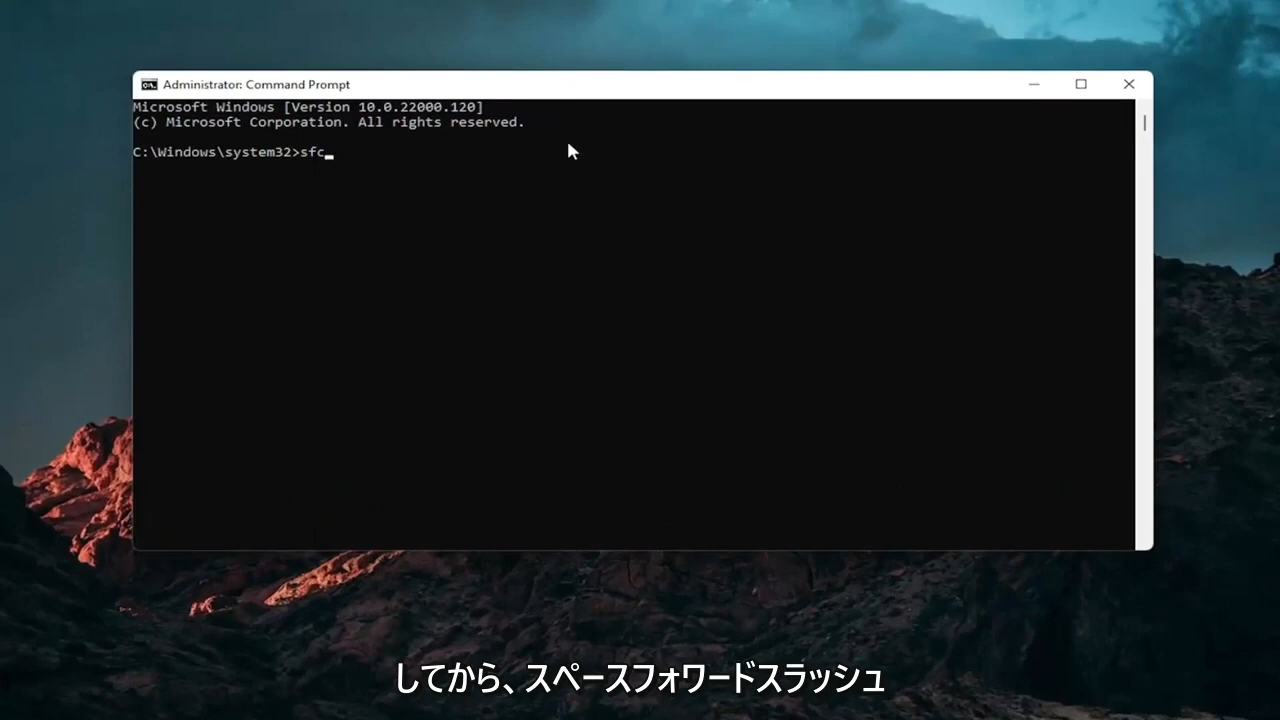 Administrator: Command Prompt
Microsoft Windows [Version 10.0.22000.120]
(c) Microsoft Corporation. All rights reserved.
C:\Windows\system32>sfc
してから、スペースフォワードスラッシュ